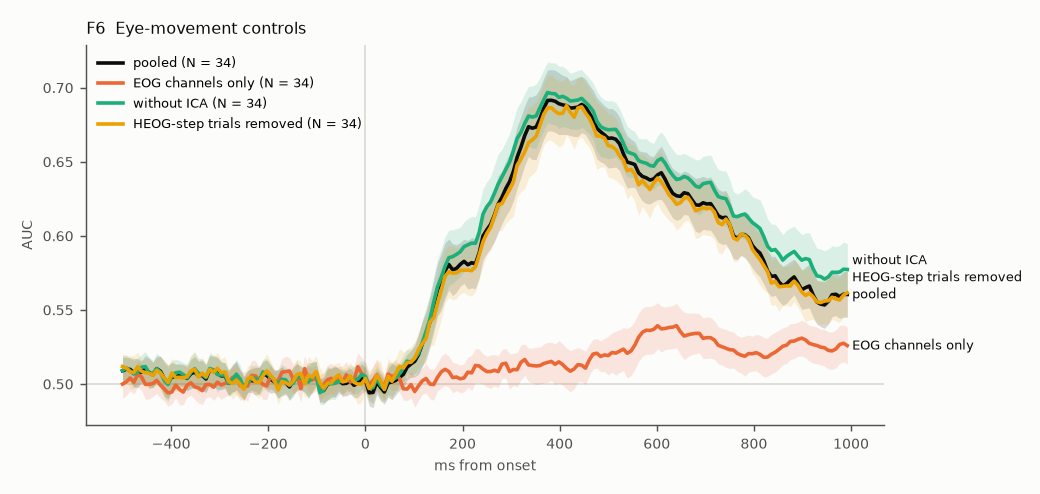 F6 Eye-movement controls
pooled (N = 34)
EOG channels only (N = 34)
without ICA (N = 34)
HEOG-step trials removed (N = 34)
AUC
0.70
0.65
0.60
0.55
0.50
without ICA
HEOG-step trials removed
pooled
EOG channels only
−400
−200
0
200
400
600
800
1000
ms from onset